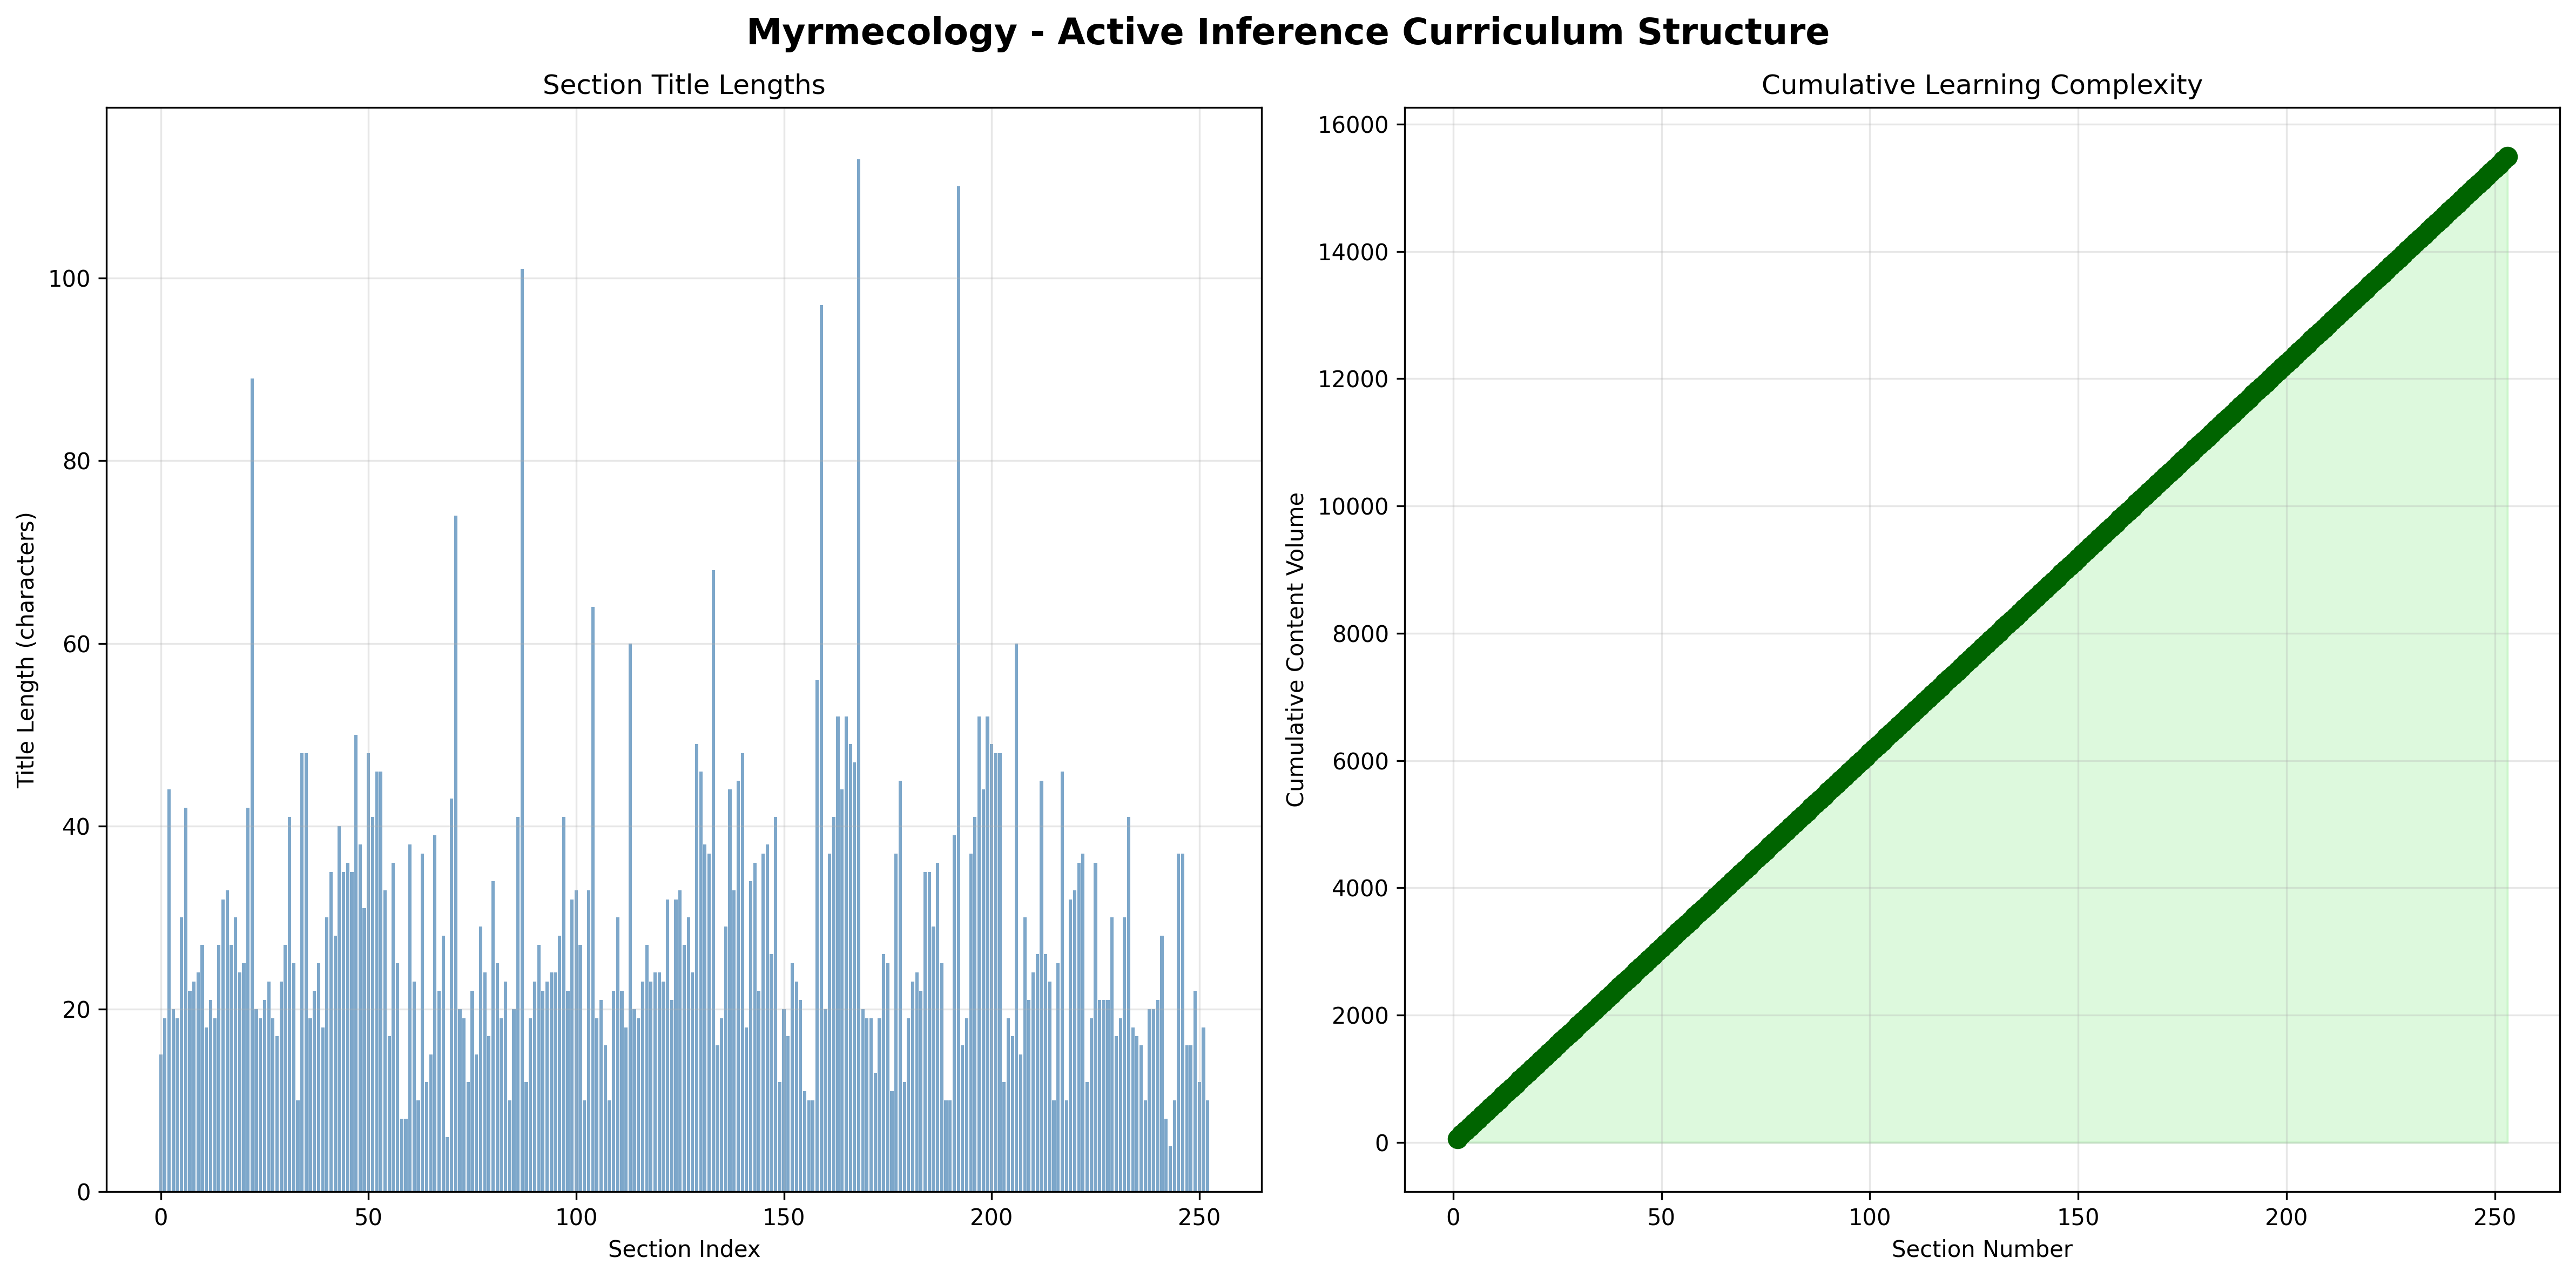 Myrmecology - Active Inference Curriculum Structure
Section Title Lengths
Title Length (characters)
100
80
60
40
20
0
0 50 100 150 200 250
Section Index
Cumulative Learning Complexity
Cumulative Content Volume
16000
14000
12000
10000
8000
6000
4000
2000
0
0 50 100 150 200 250
Section Number